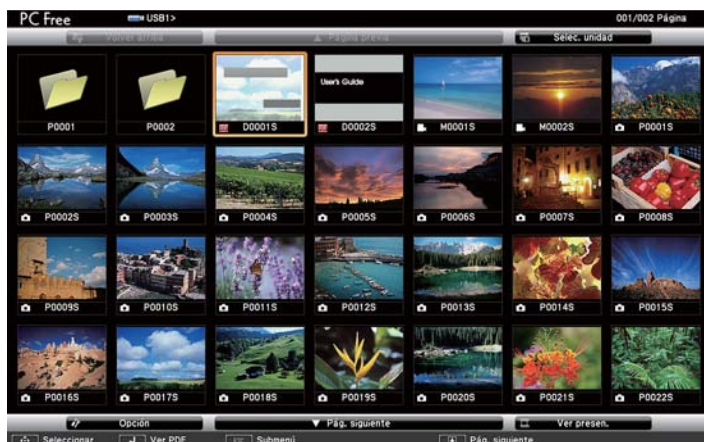 PC Free USB1> 001/002 Página
Volver arriba ▲ Página previa Selec. unidad
User's Guide
P0001 P0002 D0001S D0002S M0001S M0002S P0001S
P0002S P0003S P0004S P0005S P0006S P0007S P0008S
P0009S P0010S P0011S P0012S P0013S P0014S P0015S
P0016S P0017S P0018S P0019S P0020S P0021S P0022S
Opción ▼ Pág. siguiente Ver presen.
Seleccionar Ver PDF Submenú Pág. siguiente